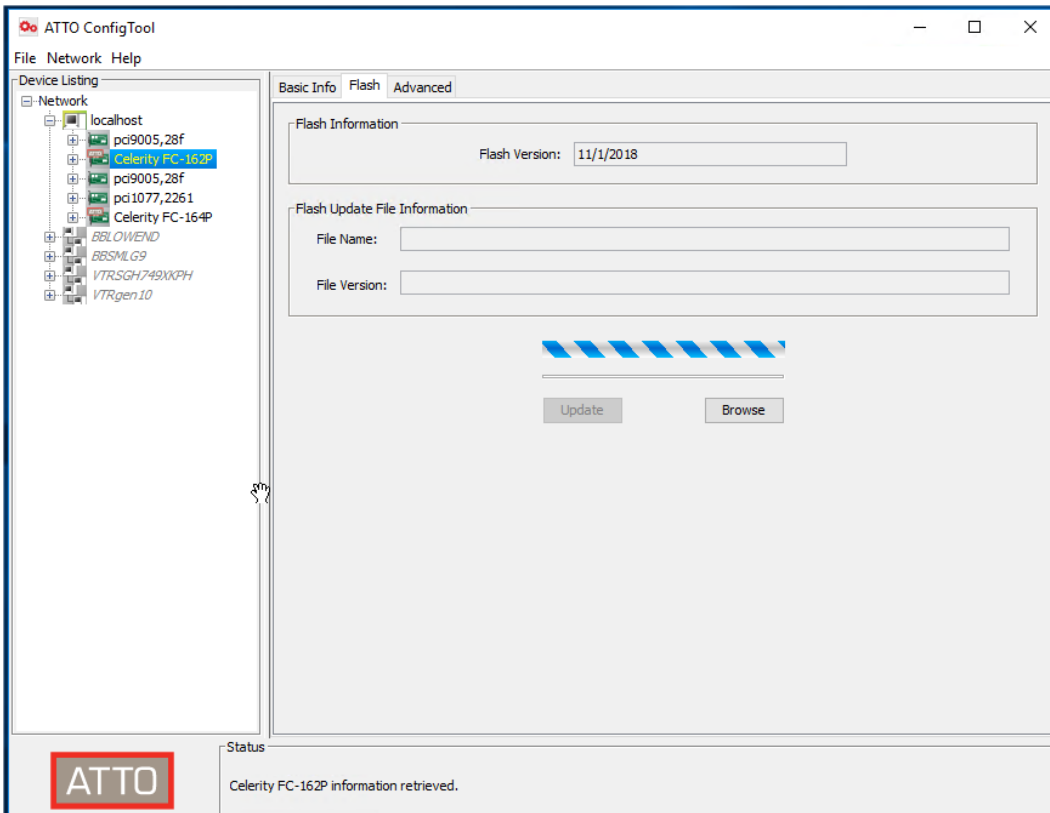 ATTO ConfigTool
File Network Help
Device Listing
Network
localhost
pci9005,28f
Celerity FC-162P
pci9005,28f
pci1077,2261
Celerity FC-164P
BBLOWEND
BBSMLG9
VTRSGH749XKPH
VTRgen10
Basic Info Flash Advanced
Flash Information
Flash Version: 11/1/2018
Flash Update File Information
File Name:
File Version:
Update Browse
ATTO
Status
Celerity FC-162P information retrieved.